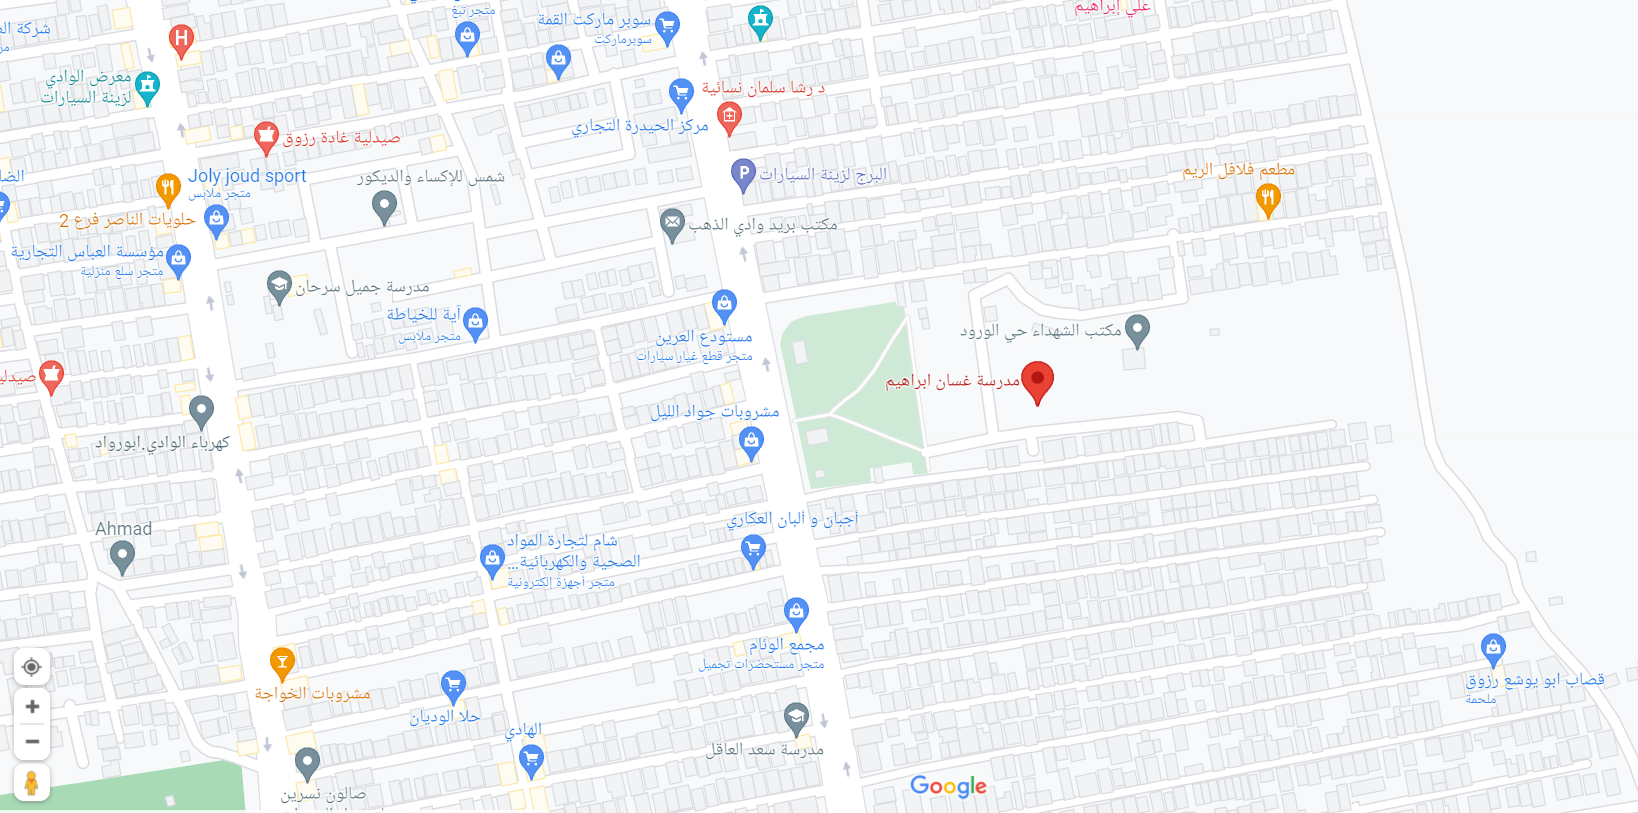 علي إبراهيم
متجر تبغ
سوبر ماركت القمة
سوبرماركت
شركة
معرض الوادي
لزينة السيارات
H
د رشا سلمان نسائية
مركز الحيدرة التجاري
صيدلية غادة رزوق
Joly joud sport
متجر ملابس
شمس للإكساء والديكور
P
البرج لزينة السيارات
مطعم فلافل الريم
حلويات الناصر فرع 2
مكتب بريد وادي الذهب
مؤسسة العباس التجارية
متجر سلع منزلية
مدرسة جميل سرحان
آية للخياطة
متجر ملابس
مستودع العرين
متجر قطع غيار سيارات
مكتب الشهداء حي الورود
مدرسة غسان ابراهيم
مشروبات جواد الليل
كهرباء الوادي.ابورواد
أجبان و ألبان العكاري
Ahmad
شام لتجارة المواد
الصحية والكهربائية...
متجر أجهزة إلكترونية
مجمع الوئام
متجر مستحضرات تجميل
قصاب ابو يوشع رزوق
ملحمة
مشروبات الخواجة
حلا الوديان
الهادي
مدرسة سعد العاقل
صالون نسرين
Google